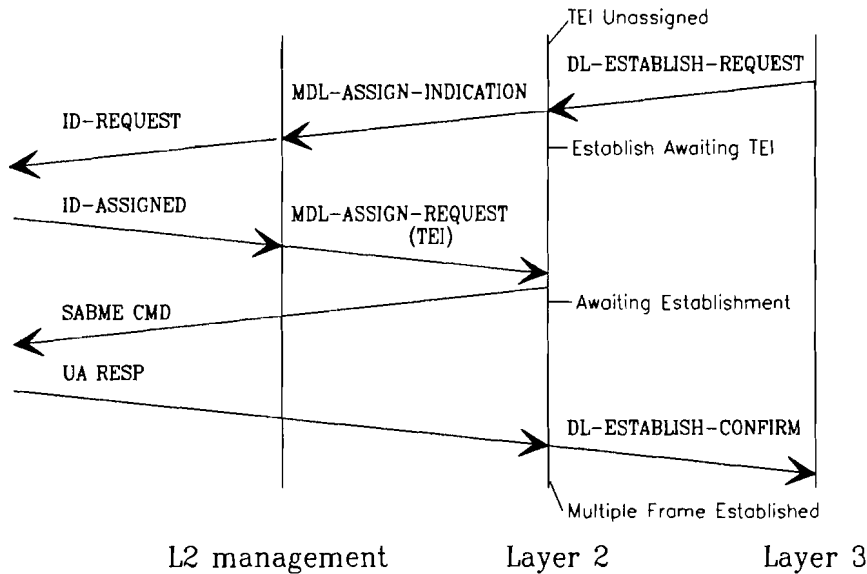 TEI Unassigned
DL-ESTABLISH-REQUEST
MDL-ASSIGN-INDICATION
ID-REQUEST
Establish Awaiting TEI
ID-ASSIGNED
MDL-ASSIGN-REQUEST
(TEI)
Awaiting Establishment
SABME CMD
UA RESP
DL-ESTABLISH-CONFIRM
Multiple Frame Established
L2 management
Layer 2
Layer 3